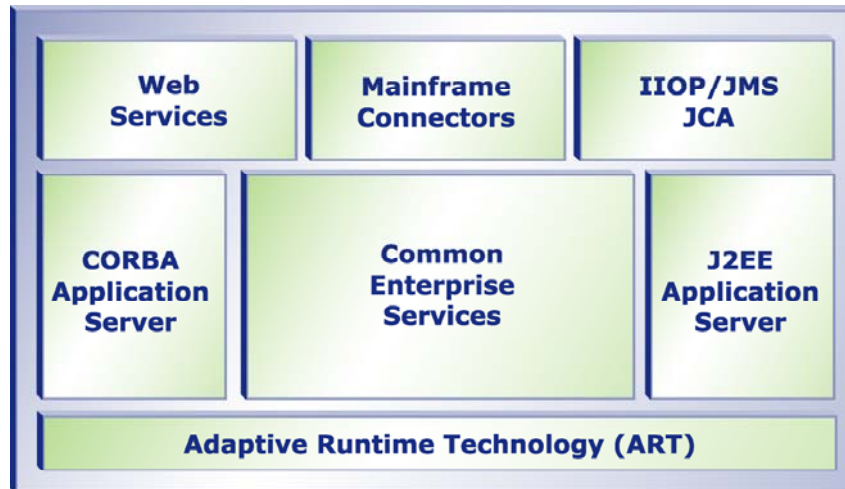 Web
Services
Mainframe
Connectors
IIOP/JMS
JCA
CORBA
Application
Server
Common
Enterprise
Services
J2EE
Application
Server
Adaptive Runtime Technology (ART)